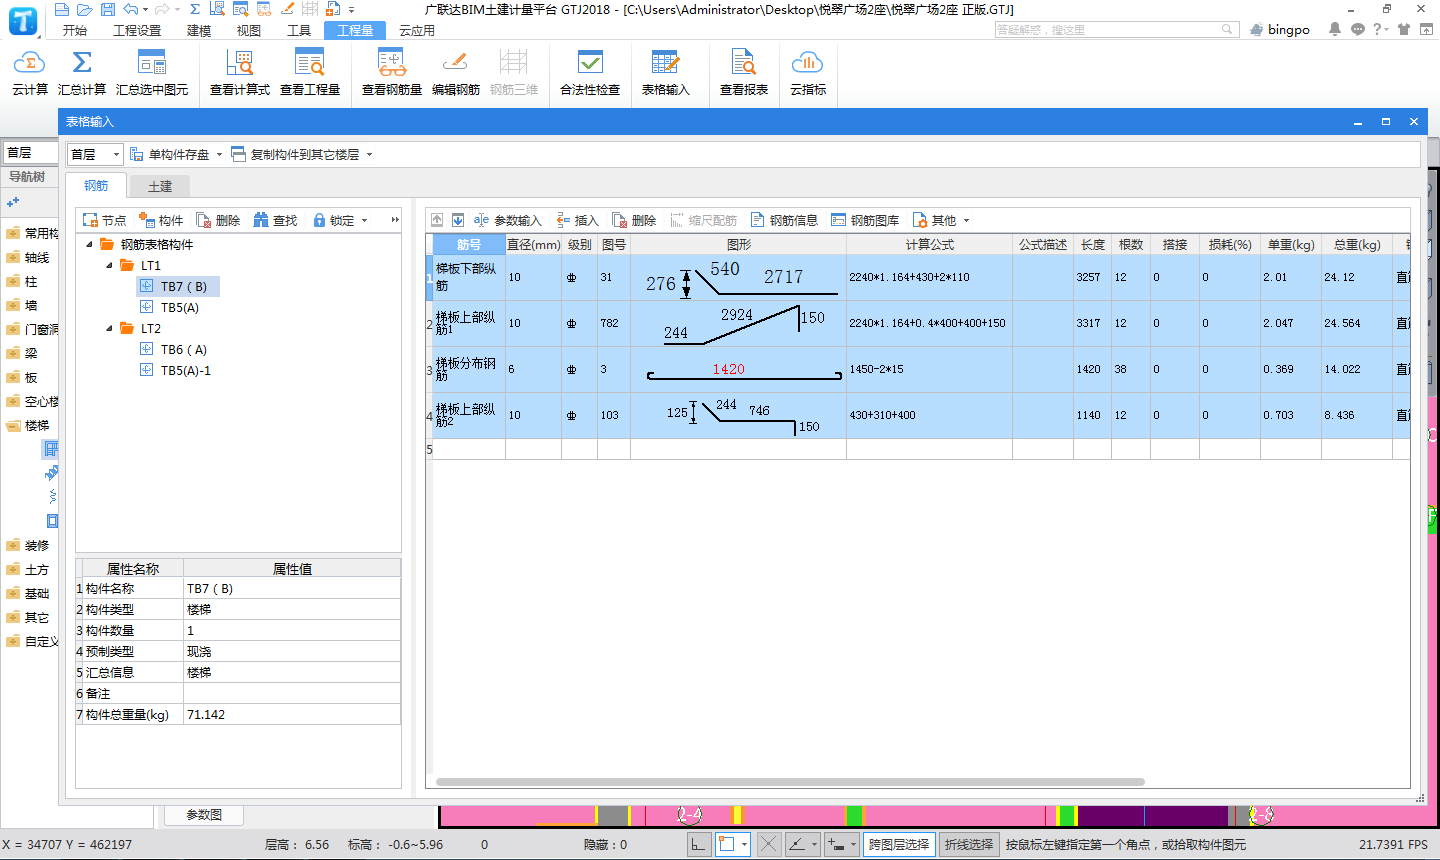 广联达BIM土建计量平台 GTJ2018 - [C:\Users\Administrator\Desktop\悦翠广场2座\悦翠广场2座 正版.GTJ]
开始 工程设置 建模 视图 工具 工程量 云应用
答疑解惑，搜这里
bingpo
云计算 汇总计算 汇总选中图元 查看计算式 查看工程量 查看钢筋量 编辑钢筋 钢筋三维 合法性检查 表格输入 查看报表 云指标
表格输入
首层
首层 单构件存盘 复制构件到其它楼层
导航树
钢筋 土建
节点 构件 删除 查找 锁定
参数输入 插入 删除 缩尺配筋 钢筋信息 钢筋图库 其他
常用构
轴线
柱
墙
门窗洞
梁
板
空心楼
楼梯
装修
土方
基础
其它
自定义
钢筋表格构件
LT1
TB7（B）
TB5(A)
LT2
TB6（A）
TB5(A)-1
筋号 直径(mm) 级别 图号 图形 计算公式 公式描述 长度 根数 搭接 损耗(%) 单重(kg) 总重(kg)
1 梯板下部纵筋 10 31 276 540 2717 2240*1.164+430+2*110 3257 12 0 0 2.01 24.12
2 梯板上部纵筋1 10 782 244 2924 150 2240*1.164+0.4*400+400+150 3317 12 0 0 2.047 24.564
3 梯板分布钢筋 6 3 1420 1450-2*15 1420 38 0 0 0.369 14.022
4 梯板上部纵筋2 10 103 125 244 746 150 430+310+400 1140 12 0 0 0.703 8.436
5
属性名称 属性值
1 构件名称 TB7（B）
2 构件类型 楼梯
3 构件数量 1
4 预制类型 现浇
5 汇总信息 楼梯
6 备注
7 构件总重量(kg) 71.142
参数图
2-4
2-8
X = 34707 Y = 462197 层高： 6.56 标高： -0.6~5.96 0 隐藏：0 跨图层选择 折线选择 按鼠标左键指定第一个角点，或拾取构件图元 21.7391 FPS